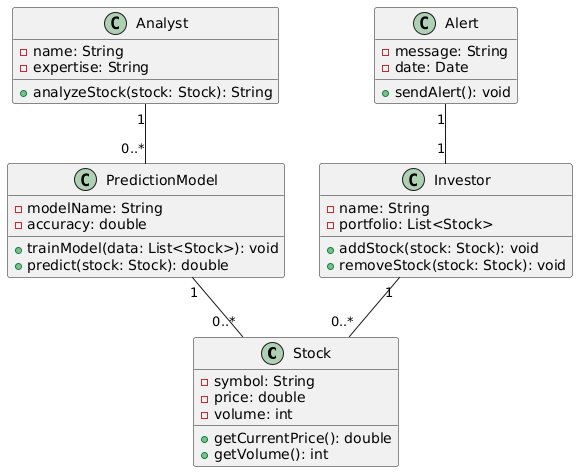 C Analyst
name: String
expertise: String
analyzeStock(stock: Stock): String
C Alert
message: String
date: Date
sendAlert(): void
1
0..*
1
1
C PredictionModel
modelName: String
accuracy: double
trainModel(data: List<Stock>): void
predict(stock: Stock): double
C Investor
name: String
portfolio: List<Stock>
addStock(stock: Stock): void
removeStock(stock: Stock): void
1
0..*
1
0..*
C Stock
symbol: String
price: double
volume: int
getCurrentPrice(): double
getVolume(): int